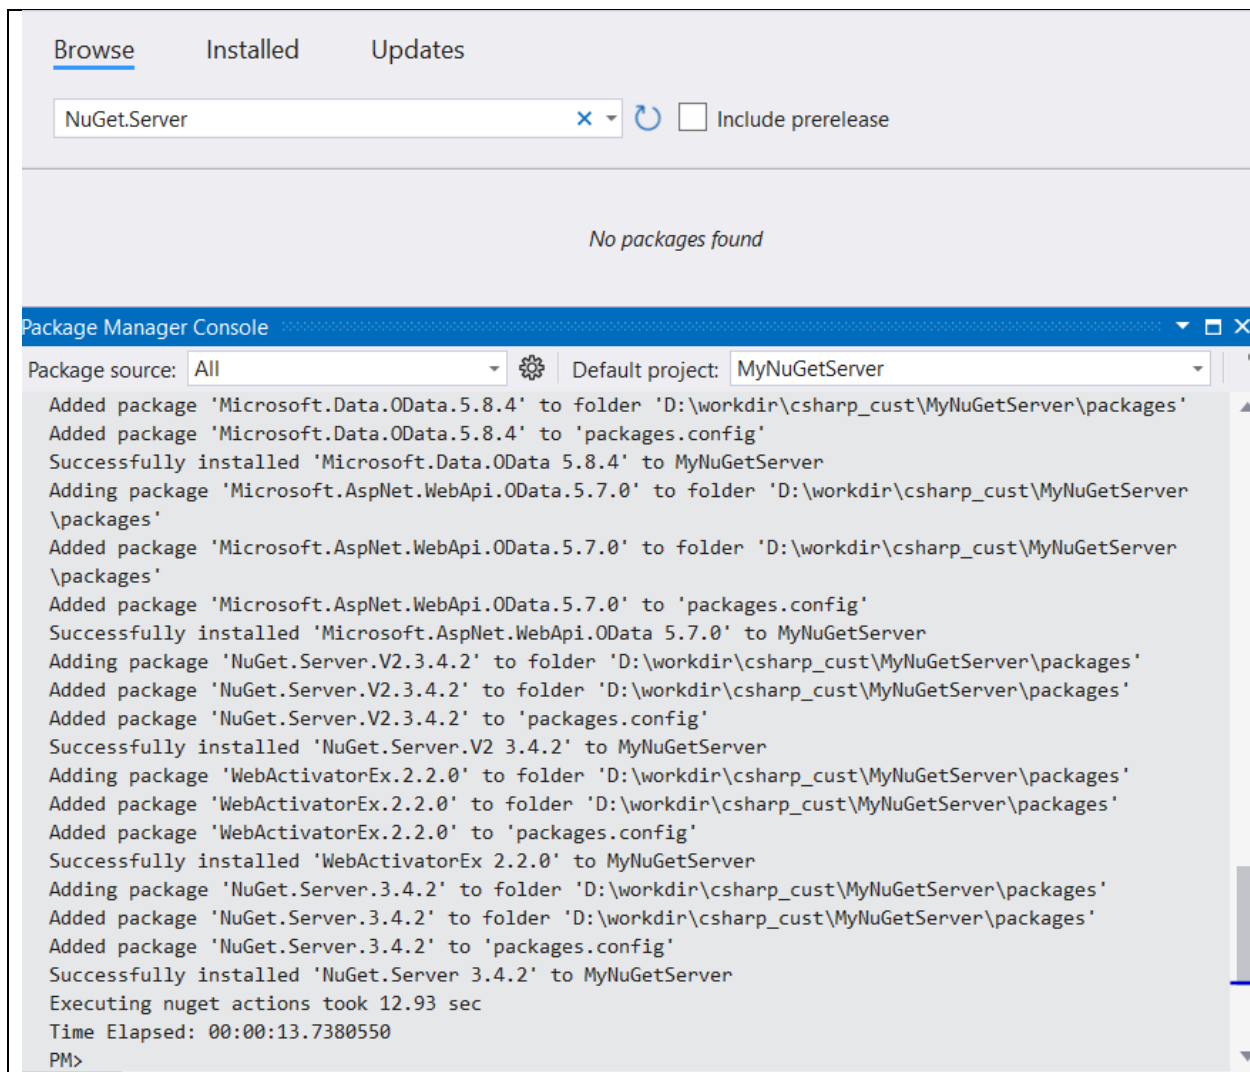 Browse Installed Updates
NuGet.Server Include prerelease
No packages found
Package Manager Console
Package source: All Default project: MyNuGetServer
Added package 'Microsoft.Data.OData.5.8.4' to folder 'D:\workdir\csharp_cust\MyNuGetServer\packages'
Added package 'Microsoft.Data.OData.5.8.4' to 'packages.config'
Successfully installed 'Microsoft.Data.OData 5.8.4' to MyNuGetServer
Adding package 'Microsoft.AspNet.WebApi.OData.5.7.0' to folder 'D:\workdir\csharp_cust\MyNuGetServer
\packages'
Added package 'Microsoft.AspNet.WebApi.OData.5.7.0' to folder 'D:\workdir\csharp_cust\MyNuGetServer
\packages'
Added package 'Microsoft.AspNet.WebApi.OData.5.7.0' to 'packages.config'
Successfully installed 'Microsoft.AspNet.WebApi.OData 5.7.0' to MyNuGetServer
Adding package 'NuGet.Server.V2.3.4.2' to folder 'D:\workdir\csharp_cust\MyNuGetServer\packages'
Added package 'NuGet.Server.V2.3.4.2' to folder 'D:\workdir\csharp_cust\MyNuGetServer\packages'
Added package 'NuGet.Server.V2.3.4.2' to 'packages.config'
Successfully installed 'NuGet.Server.V2 3.4.2' to MyNuGetServer
Adding package 'WebActivatorEx.2.2.0' to folder 'D:\workdir\csharp_cust\MyNuGetServer\packages'
Added package 'WebActivatorEx.2.2.0' to folder 'D:\workdir\csharp_cust\MyNuGetServer\packages'
Added package 'WebActivatorEx.2.2.0' to 'packages.config'
Successfully installed 'WebActivatorEx 2.2.0' to MyNuGetServer
Adding package 'NuGet.Server.3.4.2' to folder 'D:\workdir\csharp_cust\MyNuGetServer\packages'
Added package 'NuGet.Server.3.4.2' to folder 'D:\workdir\csharp_cust\MyNuGetServer\packages'
Added package 'NuGet.Server.3.4.2' to 'packages.config'
Successfully installed 'NuGet.Server 3.4.2' to MyNuGetServer
Executing nuget actions took 12.93 sec
Time Elapsed: 00:00:13.7380550
PM>